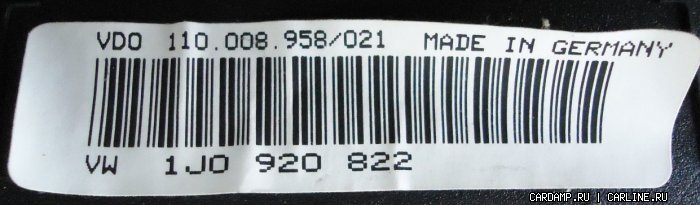 VDO 110.008.958/021 MADE IN GERMANY
VW 1J0 920 822
CARDAMP.RU | CARLINE.RU